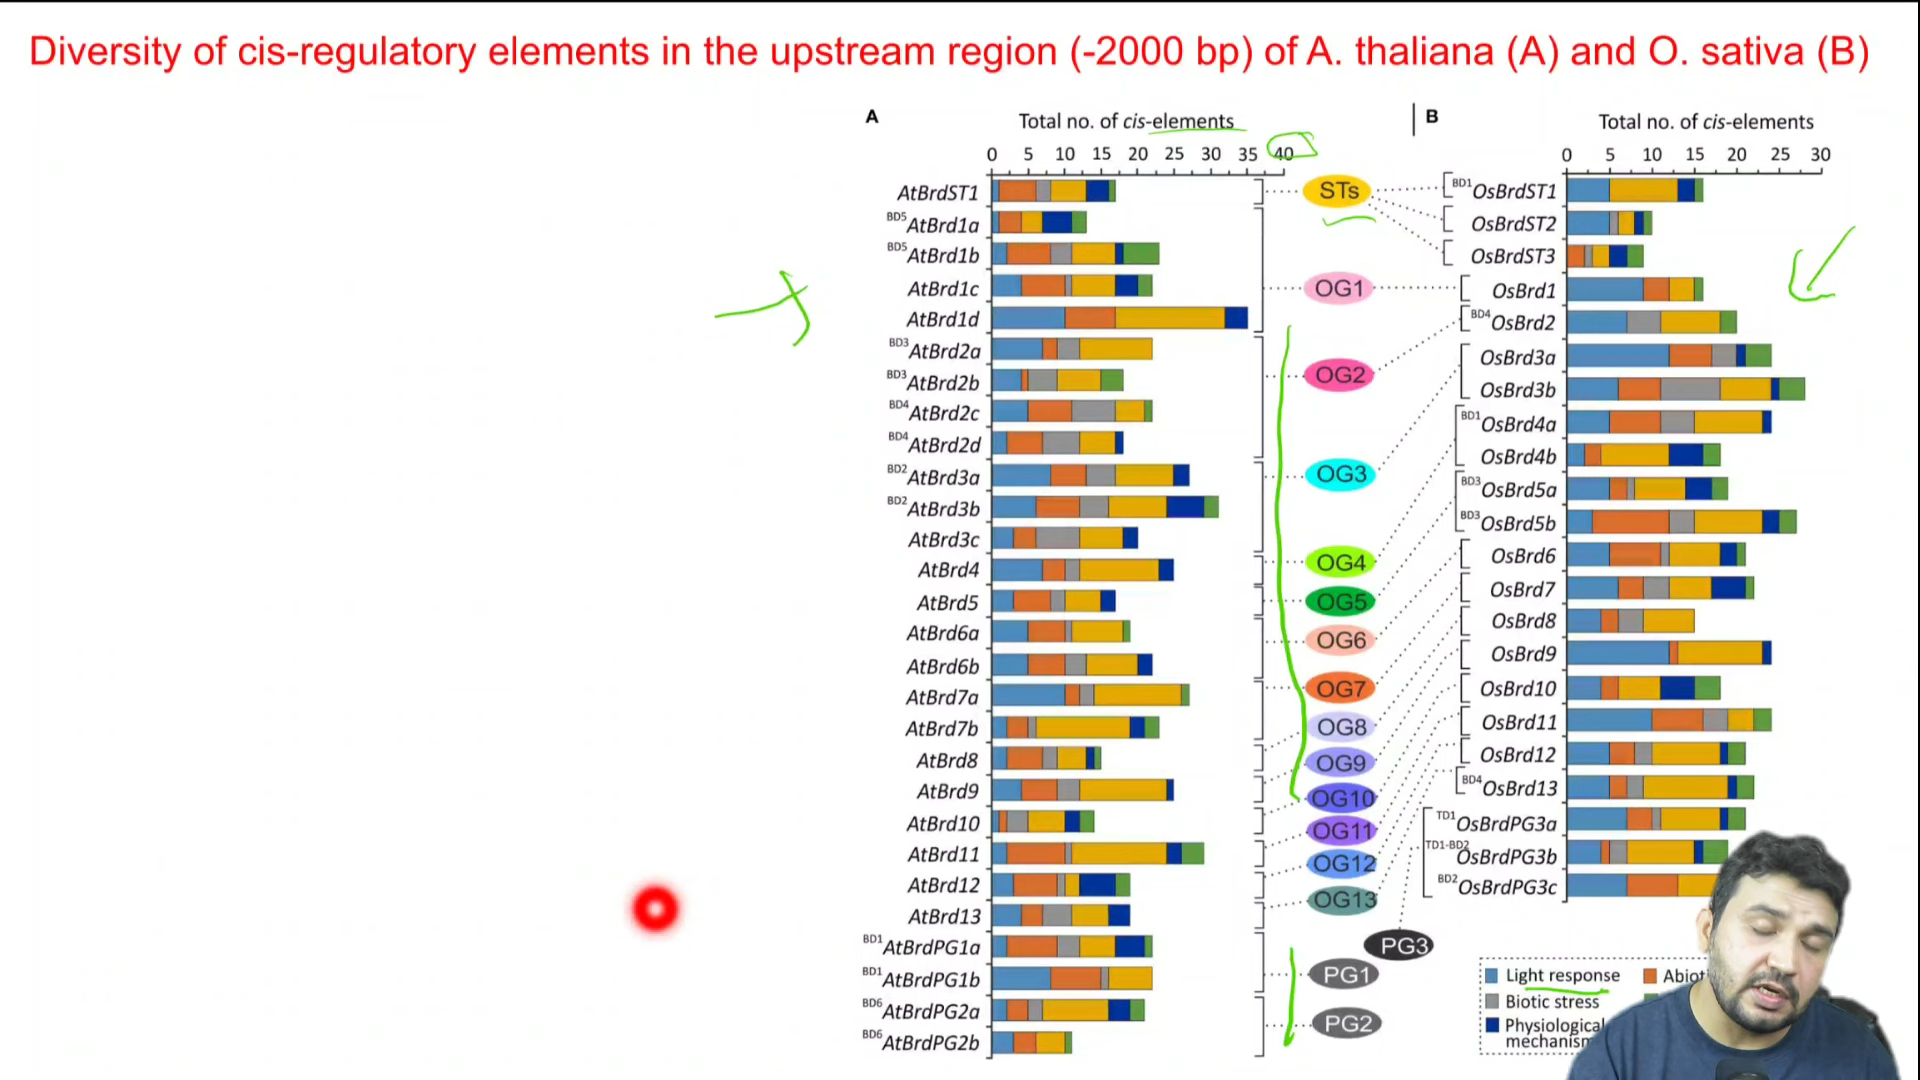 Diversity of cis-regulatory elements in the upstream region (-2000 bp) of A. thaliana (A) and O. sativa (B)
A
Total no. of cis-elements
0 5 10 15 20 25 30 35 40
AtBrdST1
BD5AtBrd1a
BD5AtBrd1b
AtBrd1c
AtBrd1d
BD3AtBrd2a
BD3AtBrd2b
BD4AtBrd2c
BD4AtBrd2d
BD2AtBrd3a
BD2AtBrd3b
AtBrd3c
AtBrd4
AtBrd5
AtBrd6a
AtBrd6b
AtBrd7a
AtBrd7b
AtBrd8
AtBrd9
AtBrd10
AtBrd11
AtBrd12
AtBrd13
BD1AtBrdPG1a
BD1AtBrdPG1b
BD6AtBrdPG2a
BD6AtBrdPG2b
STs
OG1
OG2
OG3
OG4
OG5
OG6
OG7
OG8
OG9
OG10
OG11
OG12
OG13
PG3
PG1
PG2
B
Total no. of cis-elements
0 5 10 15 20 25 30
BD1OsBrdST1
OsBrdST2
OsBrdST3
OsBrd1
BD4OsBrd2
OsBrd3a
OsBrd3b
BD1OsBrd4a
OsBrd4b
BD3OsBrd5a
BD3OsBrd5b
OsBrd6
OsBrd7
OsBrd8
OsBrd9
OsBrd10
OsBrd11
OsBrd12
BD4OsBrd13
TD1OsBrdPG3a
TD1-BD2OsBrdPG3b
BD2OsBrdPG3c
Light response
Biotic stress
Physiological